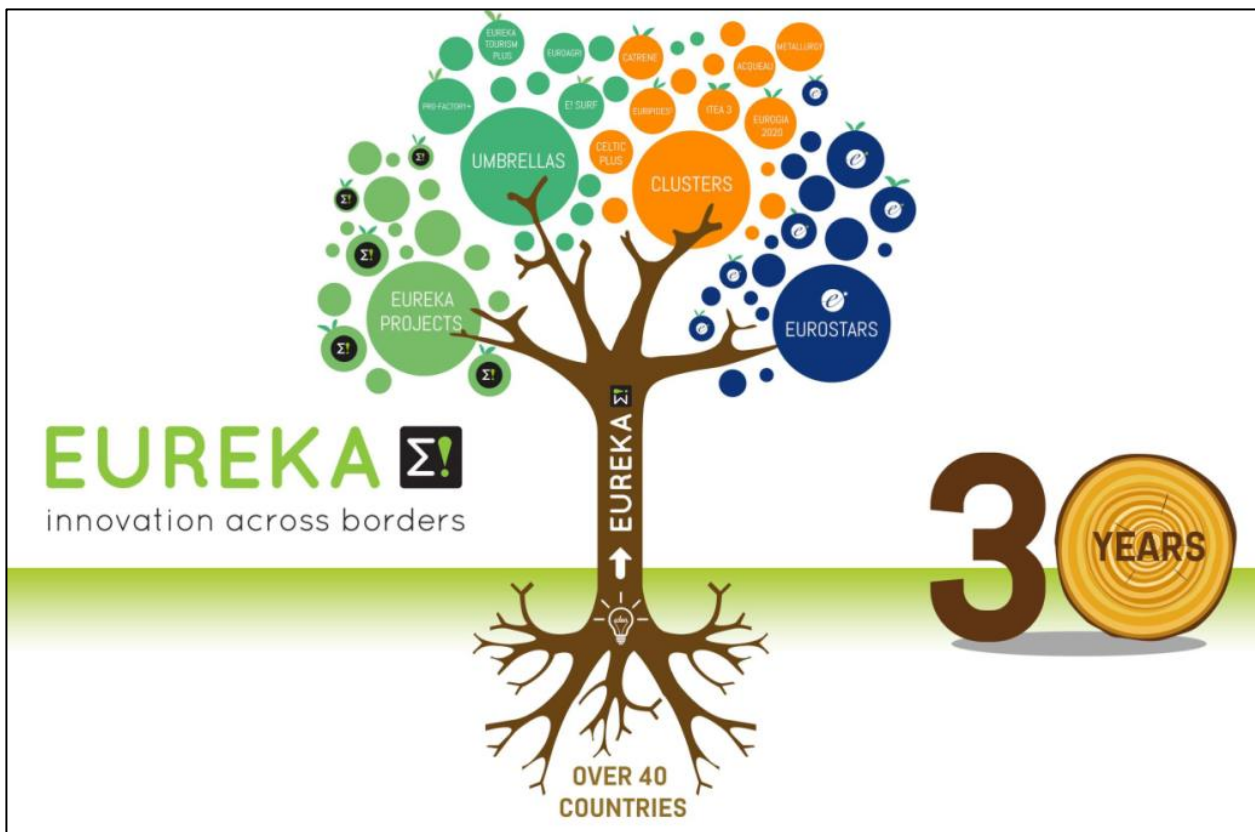 EUREKA
TOURISM
PLUS
EUROAGRI
CATRENE
METALLURGY
ACQUEAU
PRO-FACTORY+
E! SURF
EURIPIDES²
ITEA 3
EUROGIA
2020
UMBRELLAS
CELTIC
PLUS
CLUSTERS
e
e
e
Σ!
Σ!
Σ!
EUREKA
PROJECTS
e
e
EUROSTARS
e
e
Σ!
Σ!
EUREKA Σ!
EUREKA Σ!
innovation across borders
30
YEARS
OVER 40
COUNTRIES